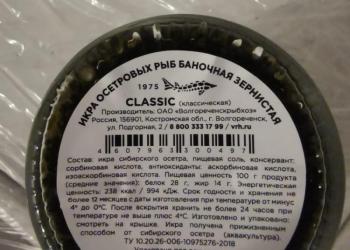 ИКРА ОСЕТРОВЫХ РЫБ БАНОЧНАЯ ЗЕРНИСТАЯ
1975
CLASSIC (классическая)
Производитель: ОАО «Волгореченскрыбхоз»
Россия, 156901, Костромская обл., г. Волгореченск,
ул. Подгорная, 2 / 8 800 333 17 99 / vrh.ru
4 607963 300497
Состав: икра сибирского осетра, пищевая соль, консервант:
сорбиновая кислота, антиоксиданты: аскорбиновая кислота,
изоаскорбиновая кислота. Пищевая ценность 100 г продукта
(средние значения): белок 28 г, жир 14 г. Энергетическая
ценность: 238 ккал / 994 Дж. Срок годности и хранения не
более 12 месяцев с даты изготовления при температуре от минус
4° до 0°С. После вскрытия хранить не более 24 часов при
температуре не выше плюс 4°С. Изготовлено и упаковано:
смотреть на крышке. Икра получена прижизненным
способом от сибирского осетра (аквакультура).
ТУ 10.20.26-006-10975276-2018